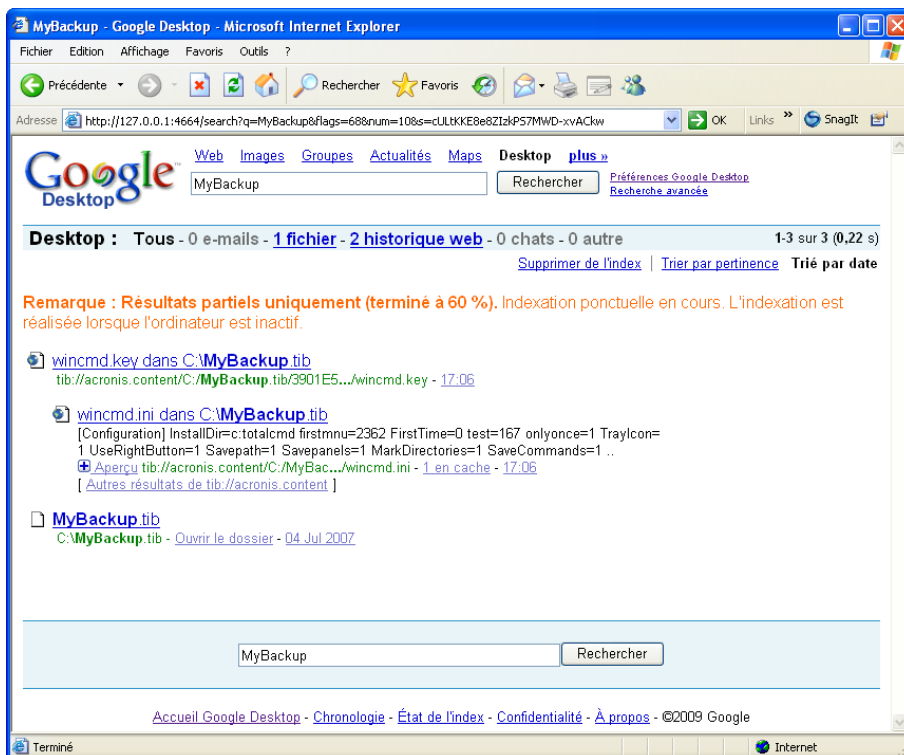 MyBackup - Google Desktop - Microsoft Internet Explorer
Fichier Edition Affichage Favoris Outils ?
Précédente Rechercher Favoris
Adresse http://127.0.0.1:4664/search?q=MyBackup&flags=68&num=10&s=cULtKKE8e8ZIzkPS7MWD-xvACkw OK Links » SnagIt
Google Desktop
Web Images Groupes Actualités Maps Desktop plus »
MyBackup Rechercher
Préférences Google Desktop
Recherche avancée
Desktop : Tous - 0 e-mails - 1 fichier - 2 historique web - 0 chats - 0 autre 1-3 sur 3 (0,22 s)
Supprimer de l'index | Trier par pertinence Trié par date
Remarque : Résultats partiels uniquement (terminé à 60 %). Indexation ponctuelle en cours. L'indexation est
réalisée lorsque l'ordinateur est inactif.
wincmd.key dans C:\MyBackup.tib
tib://acronis.content/C:/MyBackup.tib/3901E5.../wincmd.key - 17:06
wincmd.ini dans C:\MyBackup.tib
[Configuration] InstallDir=c:totalcmd firstmnu=2362 FirstTime=0 test=167 onlyonce=1 TrayIcon=
1 UseRightButton=1 Savepath=1 Savepanels=1 MarkDirectories=1 SaveCommands=1 ..
Aperçu tib://acronis.content/C:/MyBac.../wincmd.ini - 1 en cache - 17:06
[ Autres résultats de tib://acronis.content ]
MyBackup.tib
C:\MyBackup.tib - Ouvrir le dossier - 04 Jul 2007
MyBackup Rechercher
Accueil Google Desktop - Chronologie - État de l'index - Confidentialité - À propos - ©2009 Google
Terminé Internet